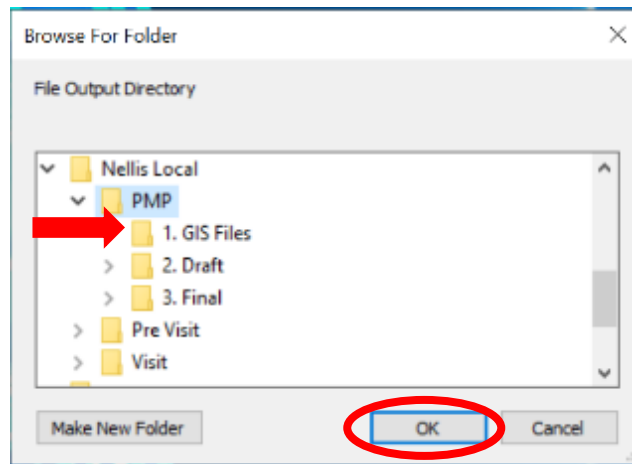 Browse For Folder
File Output Directory
Nellis Local
PMP
1. GIS Files
2. Draft
3. Final
Pre Visit
Visit
Make New Folder OK Cancel